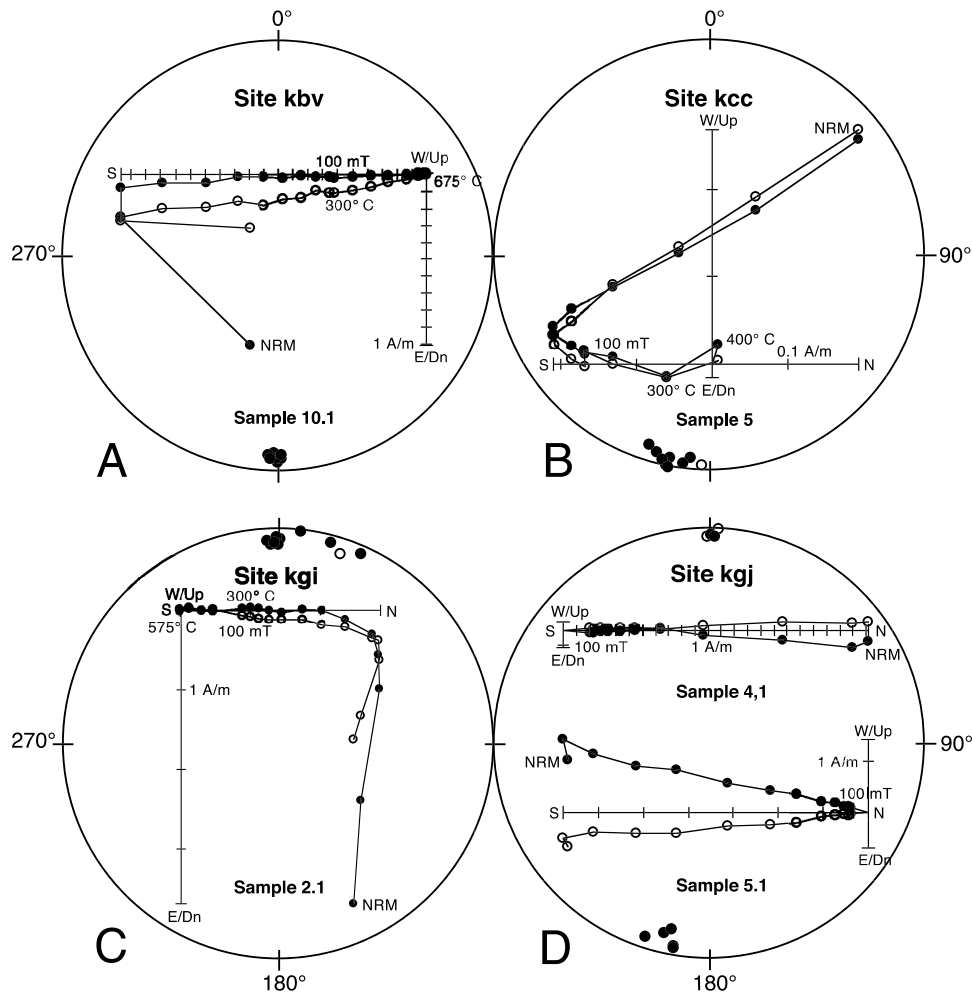 0°
Site kbv
Site kcc
W/Up
NRM
100 mT
W/Up
S
675° C
300° C
270°
90°
NRM
1 A/m
E/Dn
100 mT
400° C
0.1 A/m
S
N
300° C
E/Dn
Sample 10.1
Sample 5
A
B
0°
Site kgi
Site kgj
W/Up
300° C
S
N
575° C
100 mT
W/Up
S
N
100 mT
1 A/m
E/Dn
NRM
1 A/m
Sample 4,1
270°
90°
W/Up
NRM
1 A/m
100 mT
S
N
E/Dn
Sample 2.1
Sample 5.1
NRM
E/Dn
C
D
180°
180°